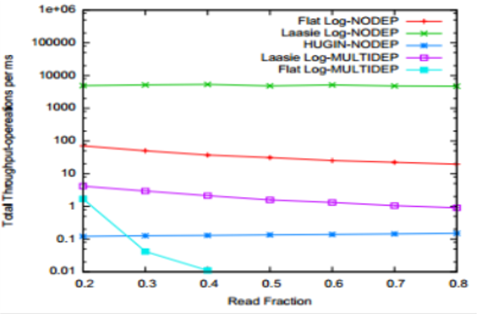 1e+06
100000
10000
1000
100
10
1
0.1
0.01
Total Throughput-opereations per ms
Flat Log-NODEP
Laasie Log-NODEP
HUGIN-NODEP
Laasie Log-MULTIDEP
Flat Log-MULTIDEP
0.2 0.3 0.4 0.5 0.6 0.7 0.8
Read Fraction